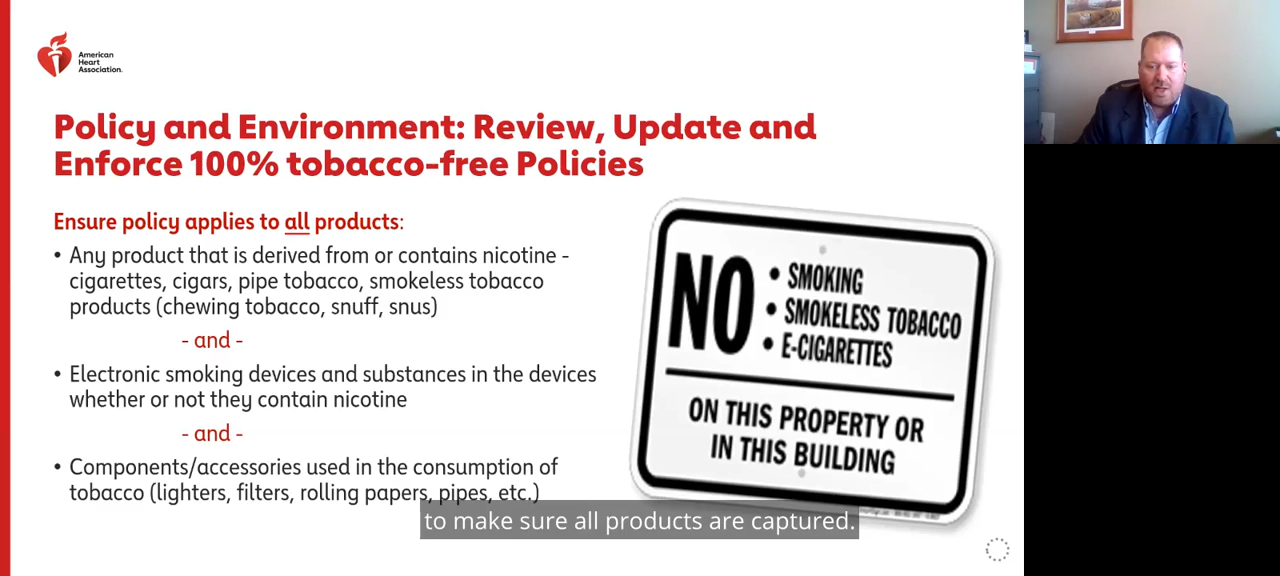 American
Heart
Association.
Policy and Environment: Review, Update and
Enforce 100% tobacco-free Policies
Ensure policy applies to all products:
• Any product that is derived from or contains nicotine -
cigarettes, cigars, pipe tobacco, smokeless tobacco
products (chewing tobacco, snuff, snus)
- and -
• Electronic smoking devices and substances in the devices
whether or not they contain nicotine
- and -
• Components/accessories used in the consumption of
tobacco (lighters, filters, rolling papers, pipes, etc.)
NO
• SMOKING
• SMOKELESS TOBACCO
• E-CIGARETTES
ON THIS PROPERTY OR
IN THIS BUILDING
to make sure all products are captured.